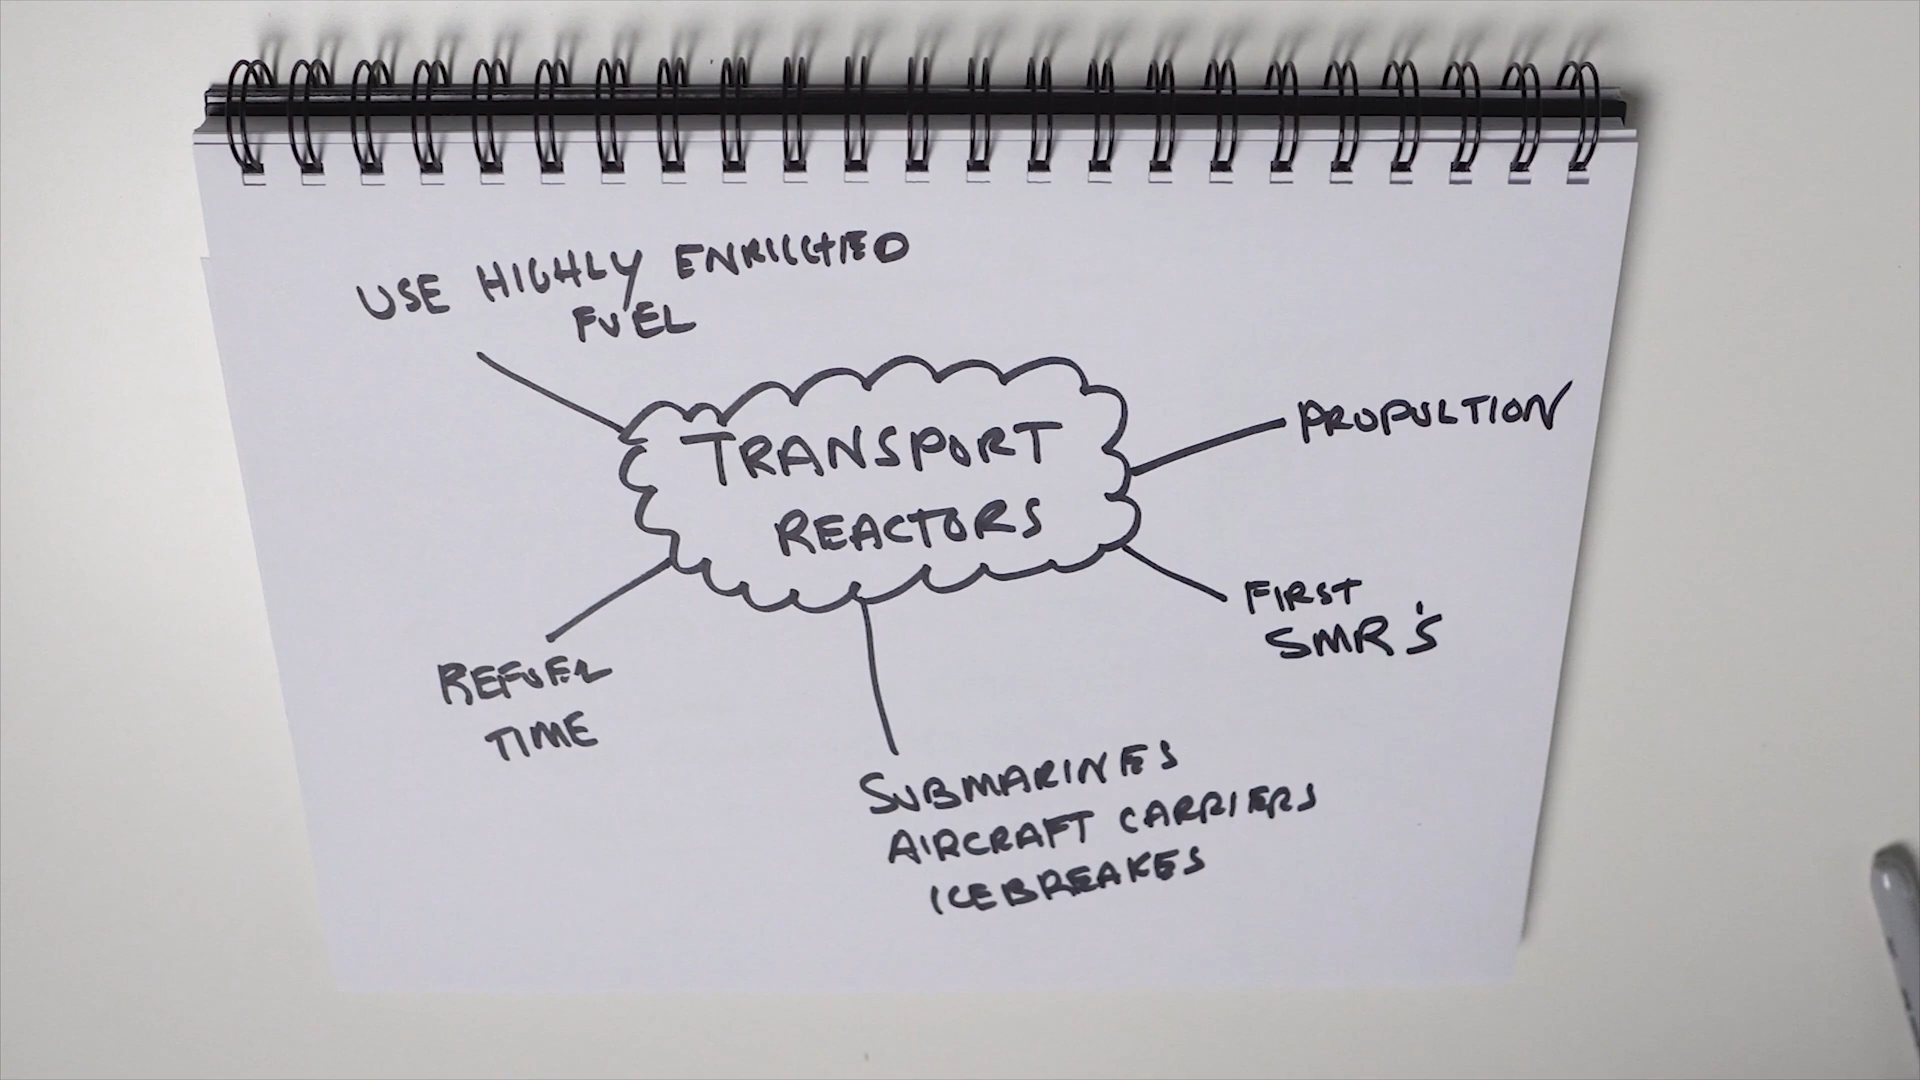 USE HIGHLY ENRICHED
FUEL
TRANSPORT
REACTORS
PROPULTION
FIRST
SMR'S
REFUEL
TIME
SUBMARINES
AIRCRAFT CARRIERS
ICEBREAKES